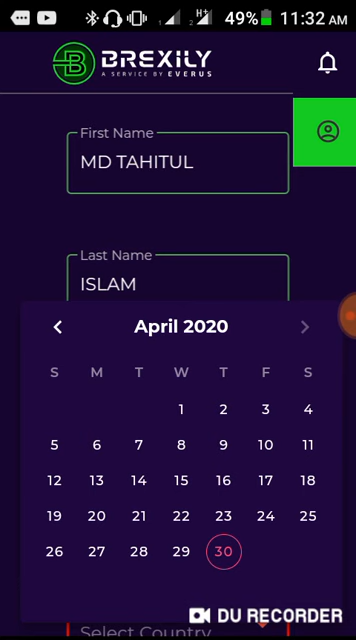 1 2 H+ 49% 11:32 AM
BREXILY
A SERVICE BY EVERUS
First Name
MD TAHITUL
Last Name
ISLAM
April 2020
S M T W T F S
1 2 3 4
5 6 7 8 9 10 11
12 13 14 15 16 17 18
19 20 21 22 23 24 25
26 27 28 29 30
DU RECORDER
Select Country